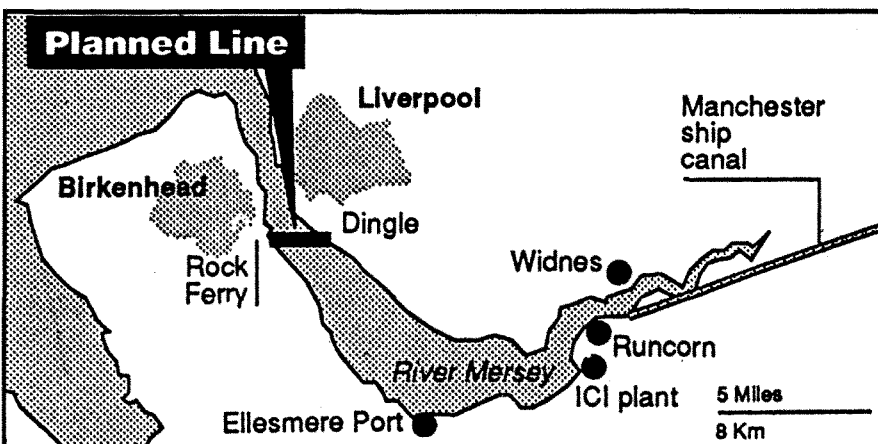 Planned Line
Liverpool
Manchester
ship
canal
Birkenhead
Dingle
Rock
Ferry
Widnes
Runcorn
River Mersey
ICI plant
5 Miles
8 Km
Ellesmere Port